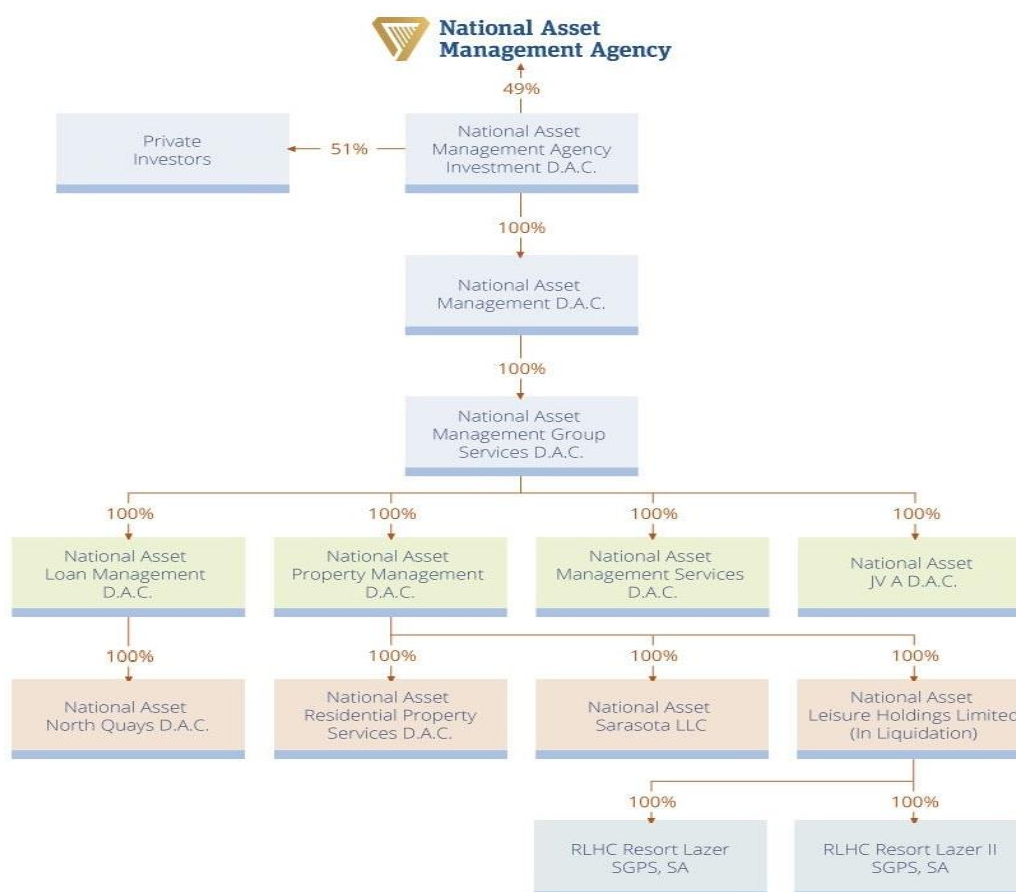 National Asset
Management Agency
49%
Private
Investors
51%
National Asset
Management Agency
Investment D.A.C.
100%
National Asset
Management D.A.C.
100%
National Asset
Management Group
Services D.A.C.
100%
100%
100%
100%
National Asset
Loan Management
D.A.C.
National Asset
Property Management
D.A.C.
National Asset
Management Services
D.A.C.
National Asset
JV A D.A.C.
100%
100%
100%
100%
National Asset
North Quays D.A.C.
National Asset
Residential Property
Services D.A.C.
National Asset
Sarasota LLC
National Asset
Leisure Holdings Limited
(In Liquidation)
100%
100%
RLHC Resort Lazer
SGPS, SA
RLHC Resort Lazer II
SGPS, SA